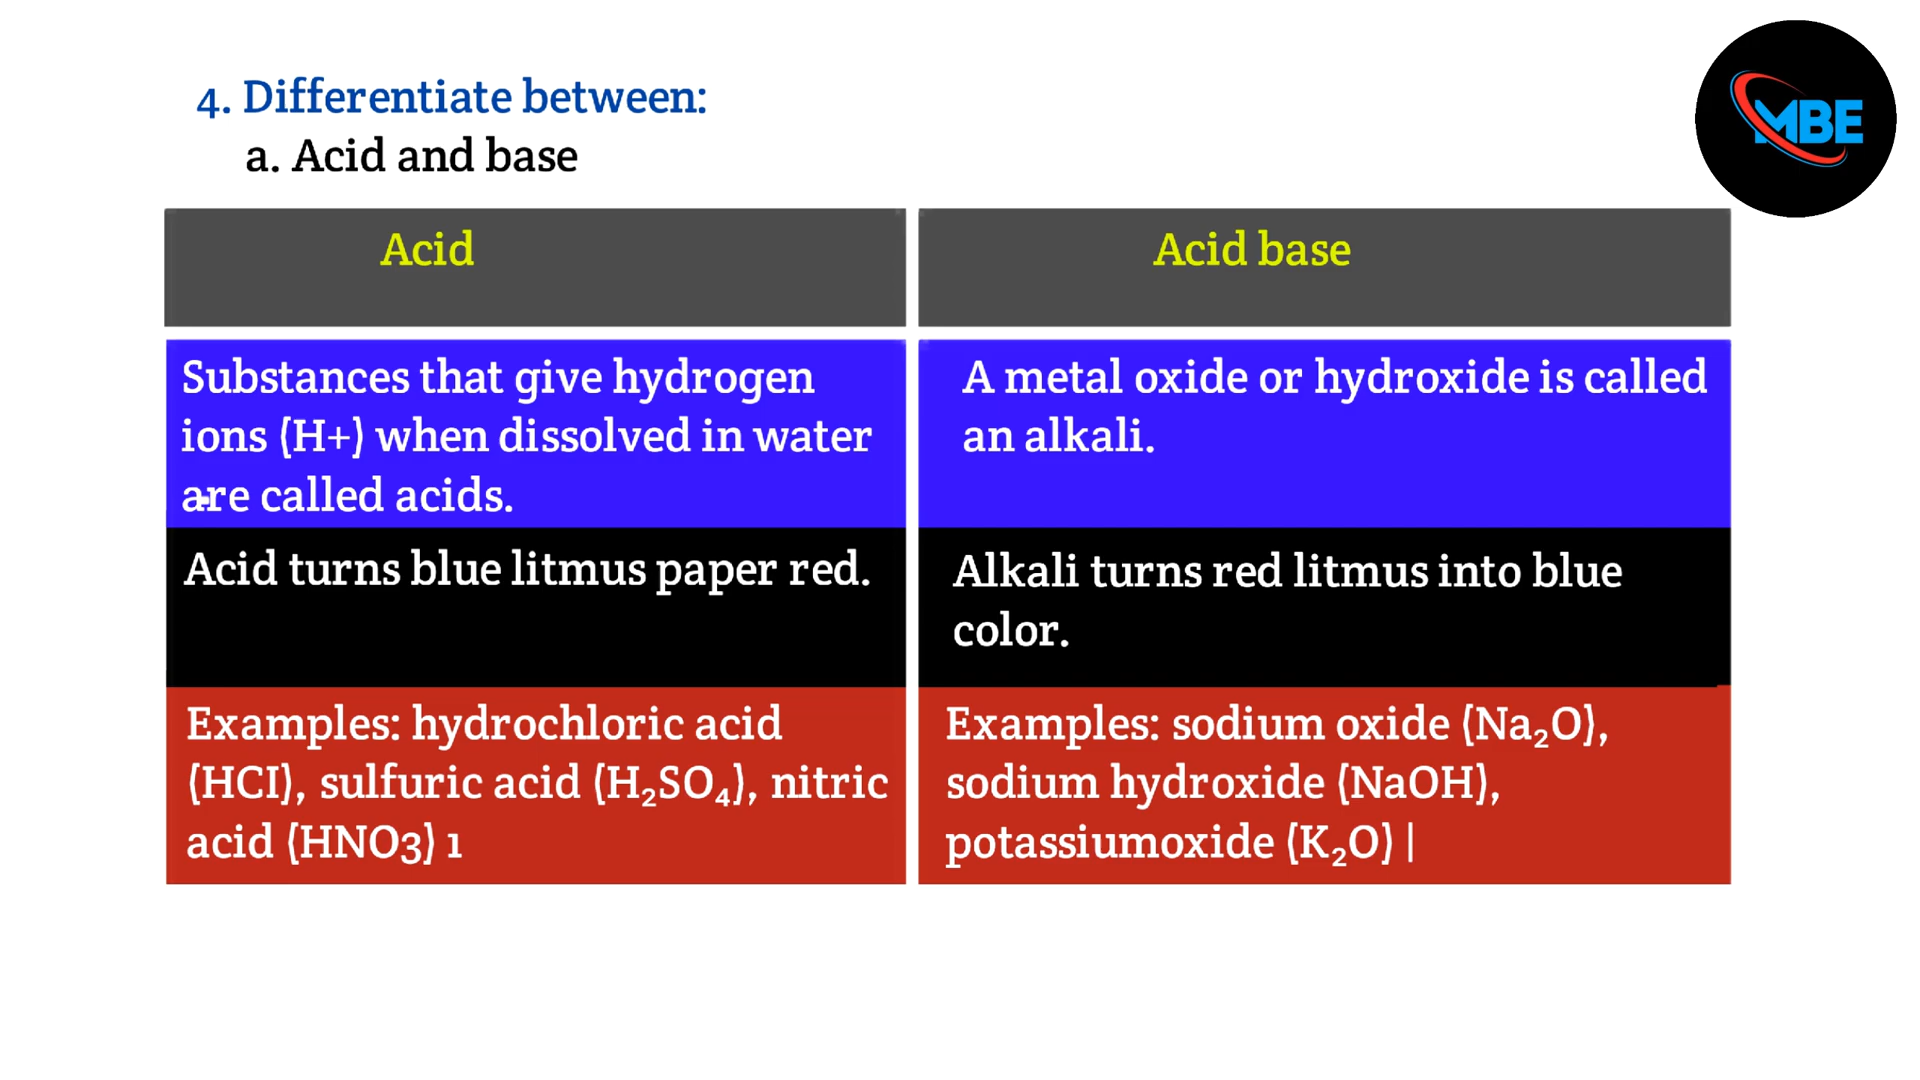 4. Differentiate between:
a. Acid and base
MBE
Acid
Acid base
Substances that give hydrogen
ions (H+) when dissolved in water
are called acids.
A metal oxide or hydroxide is called
an alkali.
Acid turns blue litmus paper red.
Alkali turns red litmus into blue
color.
Examples: hydrochloric acid
(HCI), sulfuric acid (H₂SO₄), nitric
acid (HNO3) 1
Examples: sodium oxide (Na₂O),
sodium hydroxide (NaOH),
potassiumoxide (K₂O) |